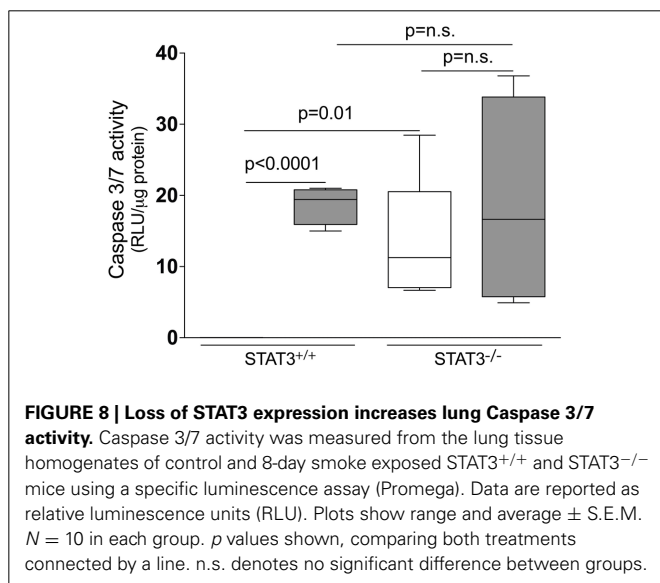 p=n.s.
p=n.s.
p=0.01
p<0.0001
40
30
20
10
0
Caspase 3/7 activity
(RLU/μg protein)
STAT3+/+
STAT3-/-
FIGURE 8 | Loss of STAT3 expression increases lung Caspase 3/7
activity. Caspase 3/7 activity was measured from the lung tissue
homogenates of control and 8-day smoke exposed STAT3+/+ and STAT3−/−
mice using a specific luminescence assay (Promega). Data are reported as
relative luminescence units (RLU). Plots show range and average ± S.E.M.
N = 10 in each group. p values shown, comparing both treatments
connected by a line. n.s. denotes no significant difference between groups.